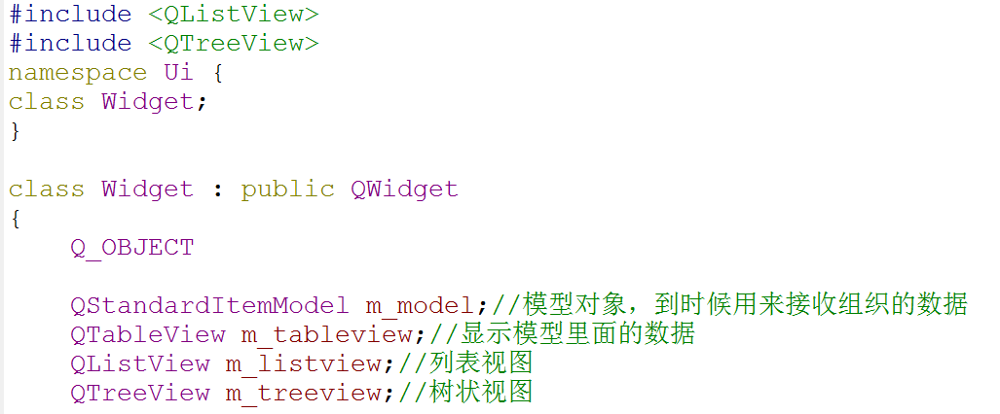 #include <QListView>
#include <QTreeView>
namespace Ui {
class Widget;
}
class Widget : public QWidget
{
Q_OBJECT
QStandardItemModel m_model;//模型对象，到时候用来接收组织的数据
QTableView m_tableview;//显示模型里面的数据
QListView m_listview;//列表视图
QTreeView m_treeview;//树状视图